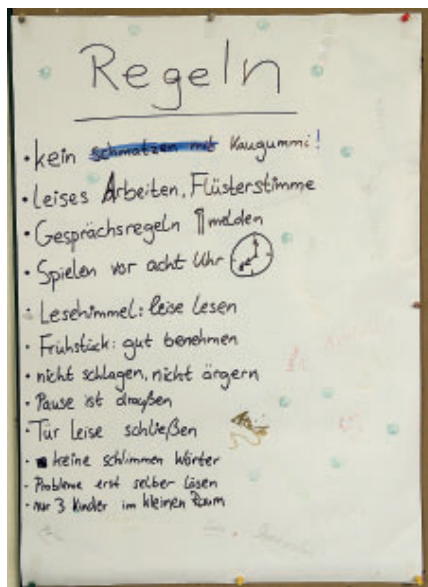 Regeln
• kein schmatzen mit Kaugummi!
• leises Arbeiten, Flüsterstimme
• Gesprächsregeln melden
• Spielen vor acht Uhr
• Lesehimmel: leise lesen
• Frühstück: gut benehmen
• nicht schlagen, nicht ärgern
• Pause ist draußen
• Tür leise schließen
• keine schlimmen Wörter
• Probleme erst selber lösen
• nur 3 Kinder im kleinen Raum